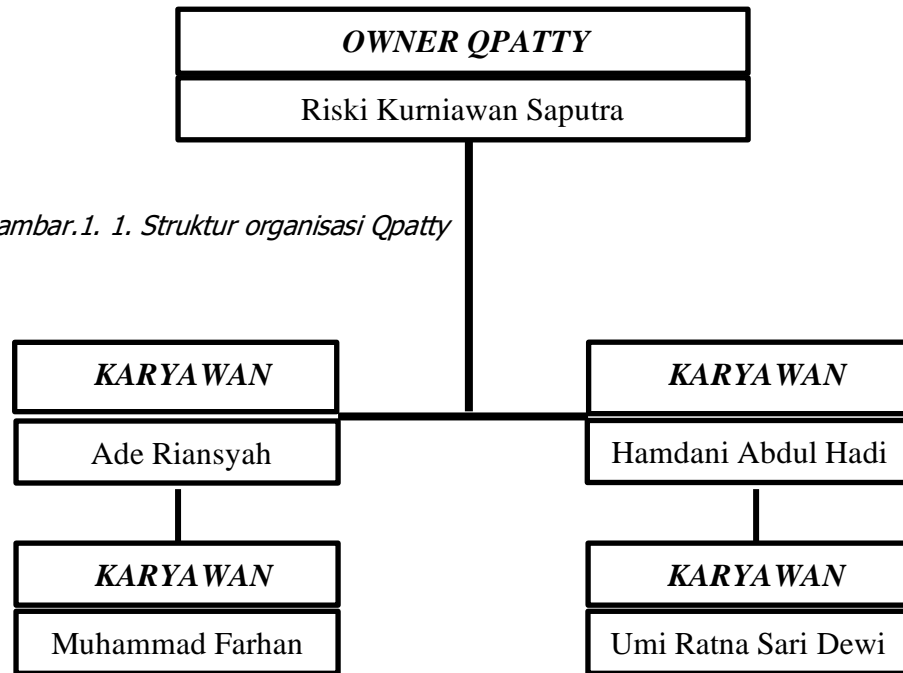 OWNER QPATTY
Riski Kurniawan Saputra
ambar.1. 1. Struktur organisasi Qpatty
KARYAWAN
Ade Riansyah
KARYAWAN
Hamdani Abdul Hadi
KARYAWAN
Muhammad Farhan
KARYAWAN
Umi Ratna Sari Dewi